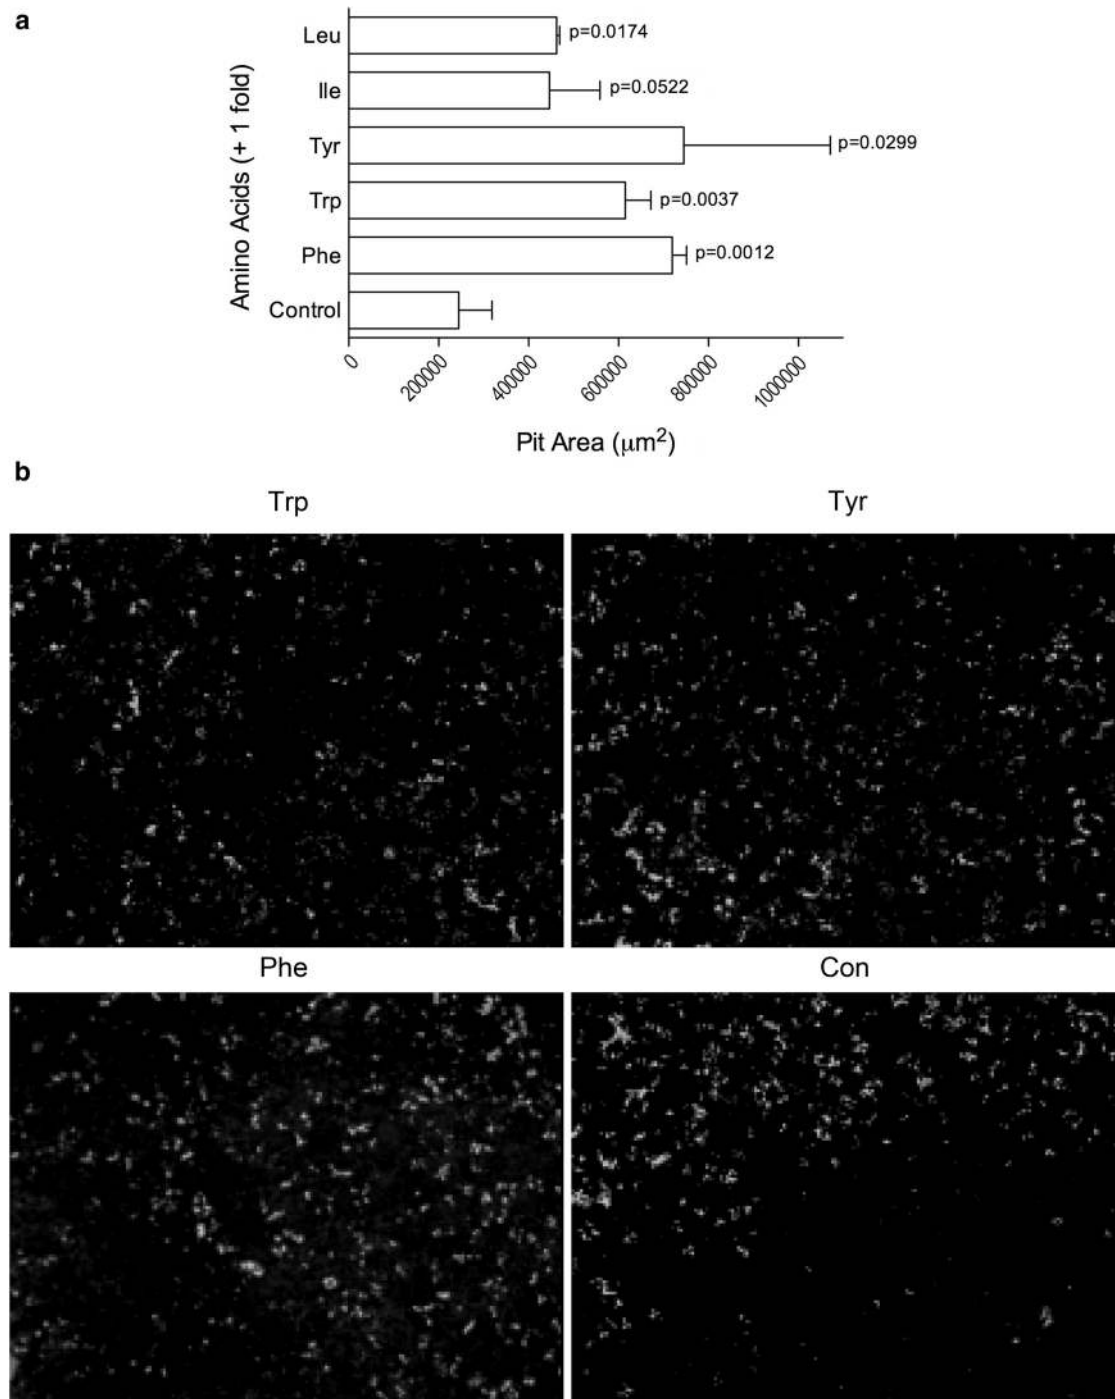 a
Amino Acids (+ 1 fold)
Leu
p=0.0174
Ile
p=0.0522
Tyr
p=0.0299
Trp
p=0.0037
Phe
p=0.0012
Control
0
200000
400000
600000
800000
1000000
Pit Area (μm²)
b
Trp
Tyr
Phe
Con